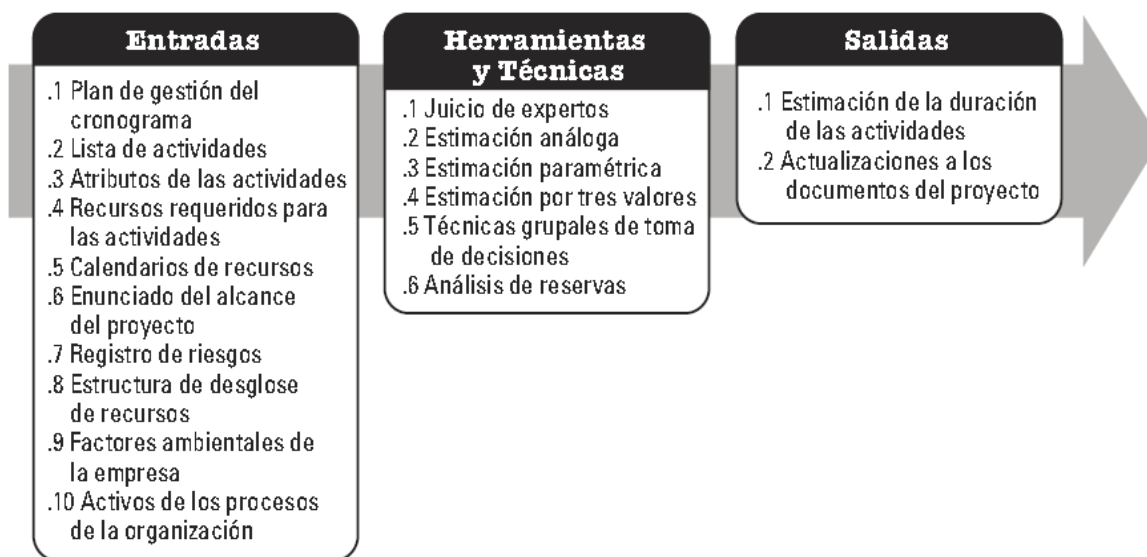 Entradas
.1 Plan de gestión del
cronograma
.2 Lista de actividades
.3 Atributos de las actividades
.4 Recursos requeridos para
las actividades
.5 Calendarios de recursos
.6 Enunciado del alcance
del proyecto
.7 Registro de riesgos
.8 Estructura de desglose
de recursos
.9 Factores ambientales de
la empresa
.10 Activos de los procesos
de la organización
Herramientas
y Técnicas
.1 Juicio de expertos
.2 Estimación análoga
.3 Estimación paramétrica
.4 Estimación por tres valores
.5 Técnicas grupales de toma
de decisiones
.6 Análisis de reservas
Salidas
.1 Estimación de la duración
de las actividades
.2 Actualizaciones a los
documentos del proyecto